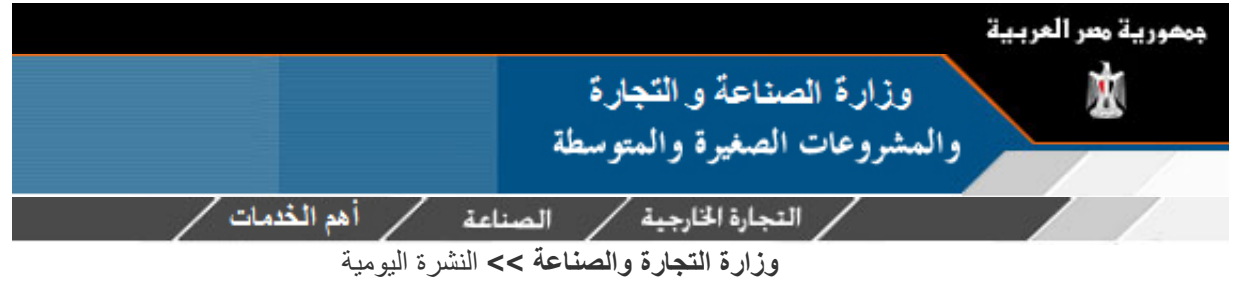 جمهورية مصر العربية
وزارة الصناعة و التجارة
والمشروعات الصغيرة والمتوسطة
التجارة الخارجية / الصناعة / أهم الخدمات /
وزارة التجارة والصناعة >> النشرة اليومية